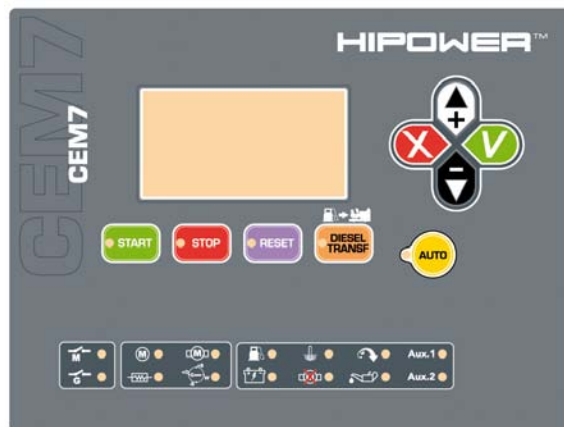 HIPOWER™
CEM7
CEM7
+
X
V
-
START
STOP
RESET
DIESEL
TRANSF
AUTO
M
M
M
Aux.1
G
Aux.2